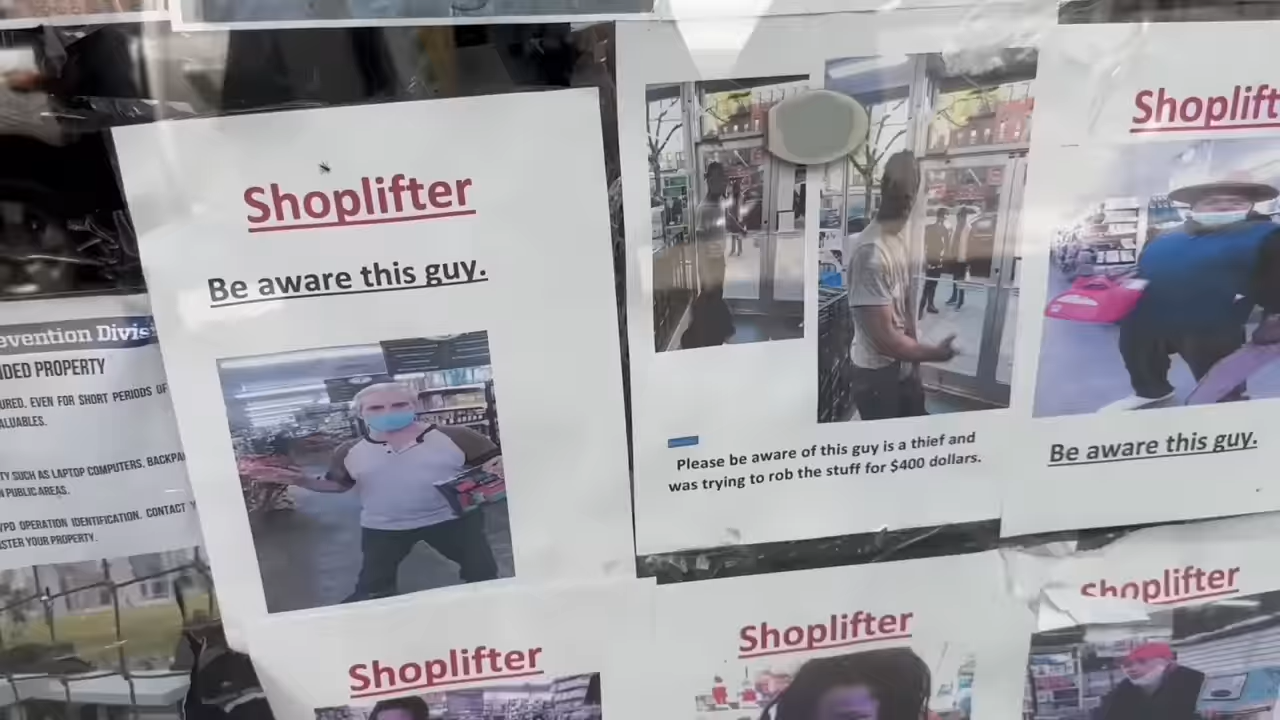 evention Divis
DED PROPERTY
URED, EVEN FOR SHORT PERIODS OF
ALUABLES.
TY SUCH AS LAPTOP COMPUTERS, BACKPA
N PUBLIC AREAS.
YPD OPERATION IDENTIFICATION. CONTACT Y
STER YOUR PROPERTY.
Shoplifter
Be aware this guy.
Please be aware of this guy is a thief and
was trying to rob the stuff for $400 dollars.
Shoplift
Be aware this guy.
Shoplifter
Shoplifter
Shoplifter